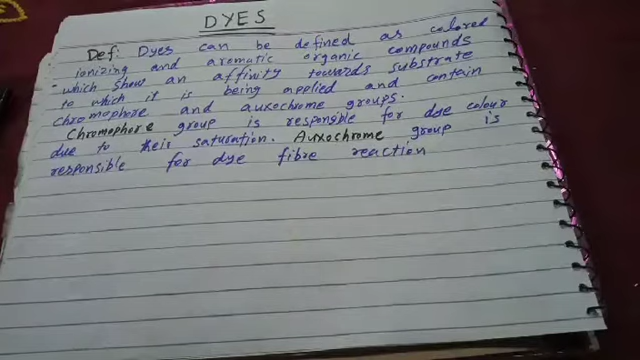 DYES
Def: Dyes can be defined as colored
ionizing and aromatic organic compounds
which show an affinity towards substrate
to which it is being applied and contain
chromophore and auxochrome groups.
Chromophore group is responsible for dye colour
due to their saturation. Auxochrome group is
responsible for dye fibre reaction